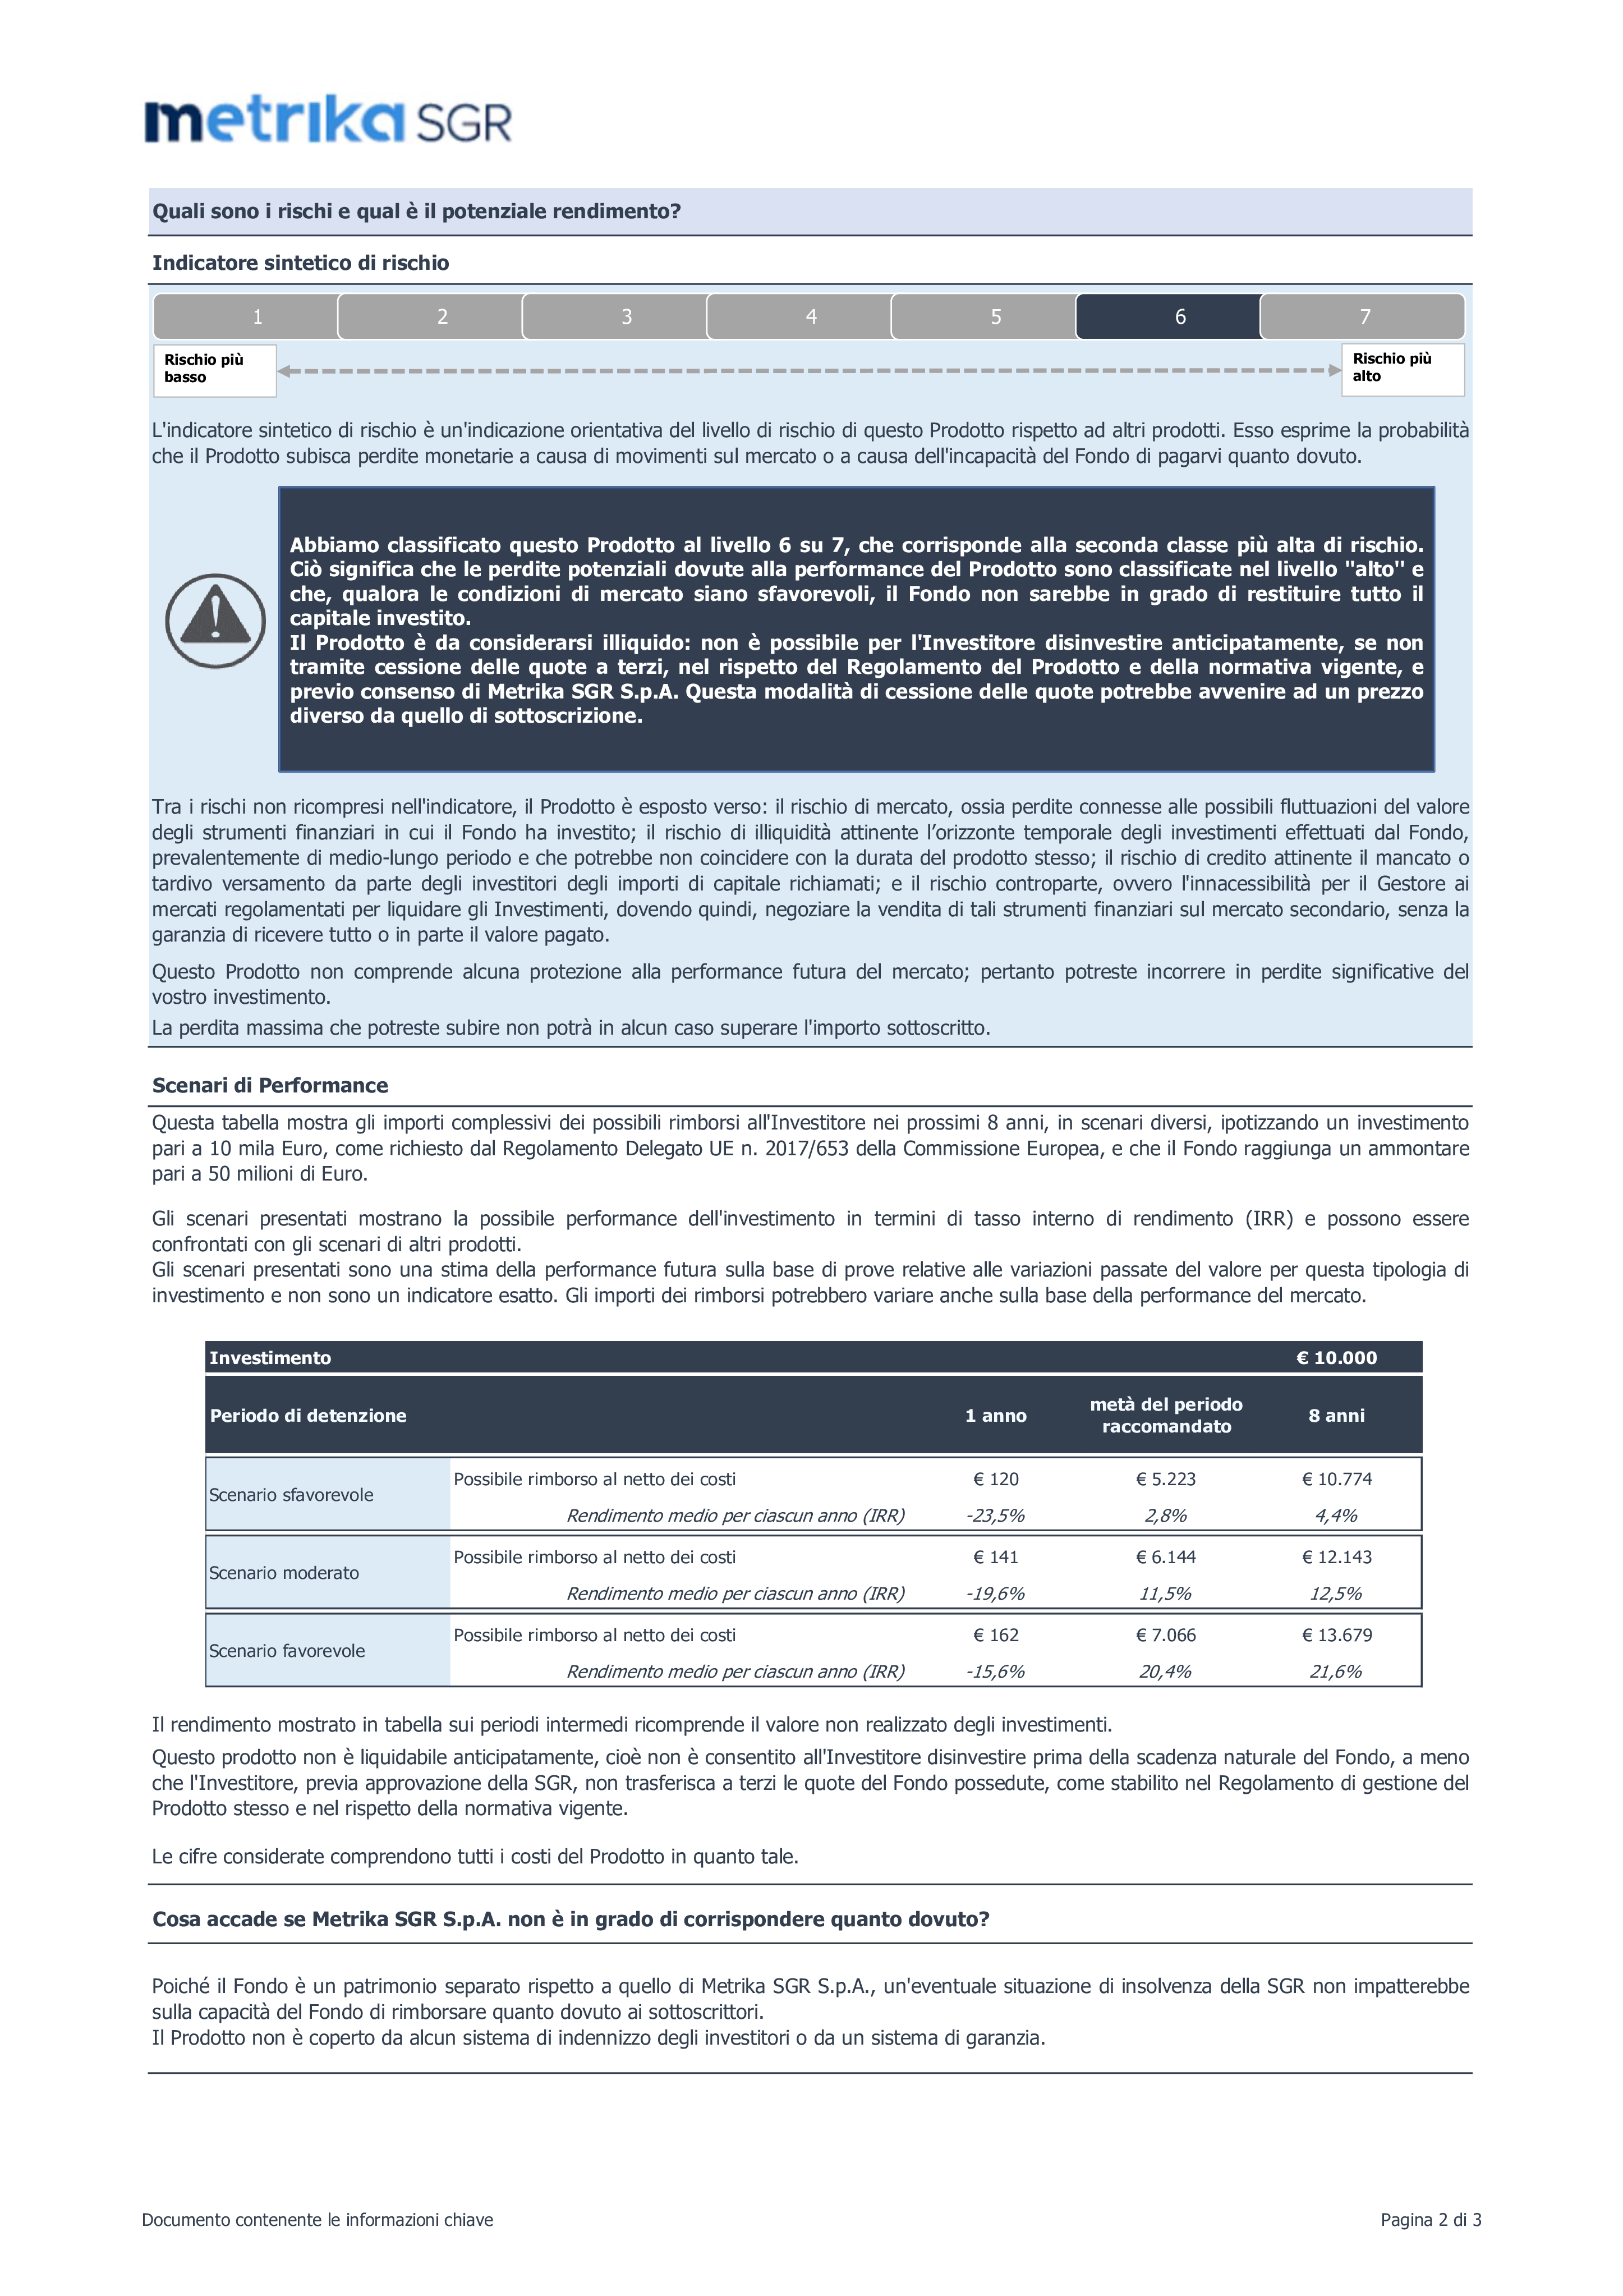 metrika SGR
Quali sono i rischi e qual è il potenziale rendimento?
Indicatore sintetico di rischio
1 2 3 4 5 6 7
Rischio più
basso
Rischio più
alto
L'indicatore sintetico di rischio è un'indicazione orientativa del livello di rischio di questo Prodotto rispetto ad altri prodotti. Esso esprime la probabilità
che il Prodotto subisca perdite monetarie a causa di movimenti sul mercato o a causa dell'incapacità del Fondo di pagarvi quanto dovuto.
Abbiamo classificato questo Prodotto al livello 6 su 7, che corrisponde alla seconda classe più alta di rischio.
Ciò significa che le perdite potenziali dovute alla performance del Prodotto sono classificate nel livello "alto" e
che, qualora le condizioni di mercato siano sfavorevoli, il Fondo non sarebbe in grado di restituire tutto il
capitale investito.
Il Prodotto è da considerarsi illiquido: non è possibile per l'Investitore disinvestire anticipatamente, se non
tramite cessione delle quote a terzi, nel rispetto del Regolamento del Prodotto e della normativa vigente, e
previo consenso di Metrika SGR S.p.A. Questa modalità di cessione delle quote potrebbe avvenire ad un prezzo
diverso da quello di sottoscrizione.
Tra i rischi non ricompresi nell'indicatore, il Prodotto è esposto verso: il rischio di mercato, ossia perdite connesse alle possibili fluttuazioni del valore
degli strumenti finanziari in cui il Fondo ha investito; il rischio di illiquidità attinente l’orizzonte temporale degli investimenti effettuati dal Fondo,
prevalentemente di medio-lungo periodo e che potrebbe non coincidere con la durata del prodotto stesso; il rischio di credito attinente il mancato o
tardivo versamento da parte degli investitori degli importi di capitale richiamati; e il rischio controparte, ovvero l'innacessibilità per il Gestore ai
mercati regolamentati per liquidare gli Investimenti, dovendo quindi, negoziare la vendita di tali strumenti finanziari sul mercato secondario, senza la
garanzia di ricevere tutto o in parte il valore pagato.
Questo Prodotto non comprende alcuna protezione alla performance futura del mercato; pertanto potreste incorrere in perdite significative del
vostro investimento.
La perdita massima che potreste subire non potrà in alcun caso superare l'importo sottoscritto.
Scenari di Performance
Questa tabella mostra gli importi complessivi dei possibili rimborsi all'Investitore nei prossimi 8 anni, in scenari diversi, ipotizzando un investimento
pari a 10 mila Euro, come richiesto dal Regolamento Delegato UE n. 2017/653 della Commissione Europea, e che il Fondo raggiunga un ammontare
pari a 50 milioni di Euro.
Gli scenari presentati mostrano la possibile performance dell'investimento in termini di tasso interno di rendimento (IRR) e possono essere
confrontati con gli scenari di altri prodotti.
Gli scenari presentati sono una stima della performance futura sulla base di prove relative alle variazioni passate del valore per questa tipologia di
investimento e non sono un indicatore esatto. Gli importi dei rimborsi potrebbero variare anche sulla base della performance del mercato.
Investimento € 10.000
Periodo di detenzione 1 anno metà del periodo raccomandato 8 anni
Scenario sfavorevole
Possibile rimborso al netto dei costi € 120 € 5.223 € 10.774
Rendimento medio per ciascun anno (IRR) -23,5% 2,8% 4,4%
Scenario moderato
Possibile rimborso al netto dei costi € 141 € 6.144 € 12.143
Rendimento medio per ciascun anno (IRR) -19,6% 11,5% 12,5%
Scenario favorevole
Possibile rimborso al netto dei costi € 162 € 7.066 € 13.679
Rendimento medio per ciascun anno (IRR) -15,6% 20,4% 21,6%
Il rendimento mostrato in tabella sui periodi intermedi ricomprende il valore non realizzato degli investimenti.
Questo prodotto non è liquidabile anticipatamente, cioè non è consentito all'Investitore disinvestire prima della scadenza naturale del Fondo, a meno
che l'Investitore, previa approvazione della SGR, non trasferisca a terzi le quote del Fondo possedute, come stabilito nel Regolamento di gestione del
Prodotto stesso e nel rispetto della normativa vigente.
Le cifre considerate comprendono tutti i costi del Prodotto in quanto tale.
Cosa accade se Metrika SGR S.p.A. non è in grado di corrispondere quanto dovuto?
Poiché il Fondo è un patrimonio separato rispetto a quello di Metrika SGR S.p.A., un'eventuale situazione di insolvenza della SGR non impatterebbe
sulla capacità del Fondo di rimborsare quanto dovuto ai sottoscrittori.
Il Prodotto non è coperto da alcun sistema di indennizzo degli investitori o da un sistema di garanzia.
Documento contenente le informazioni chiave
Pagina 2 di 3